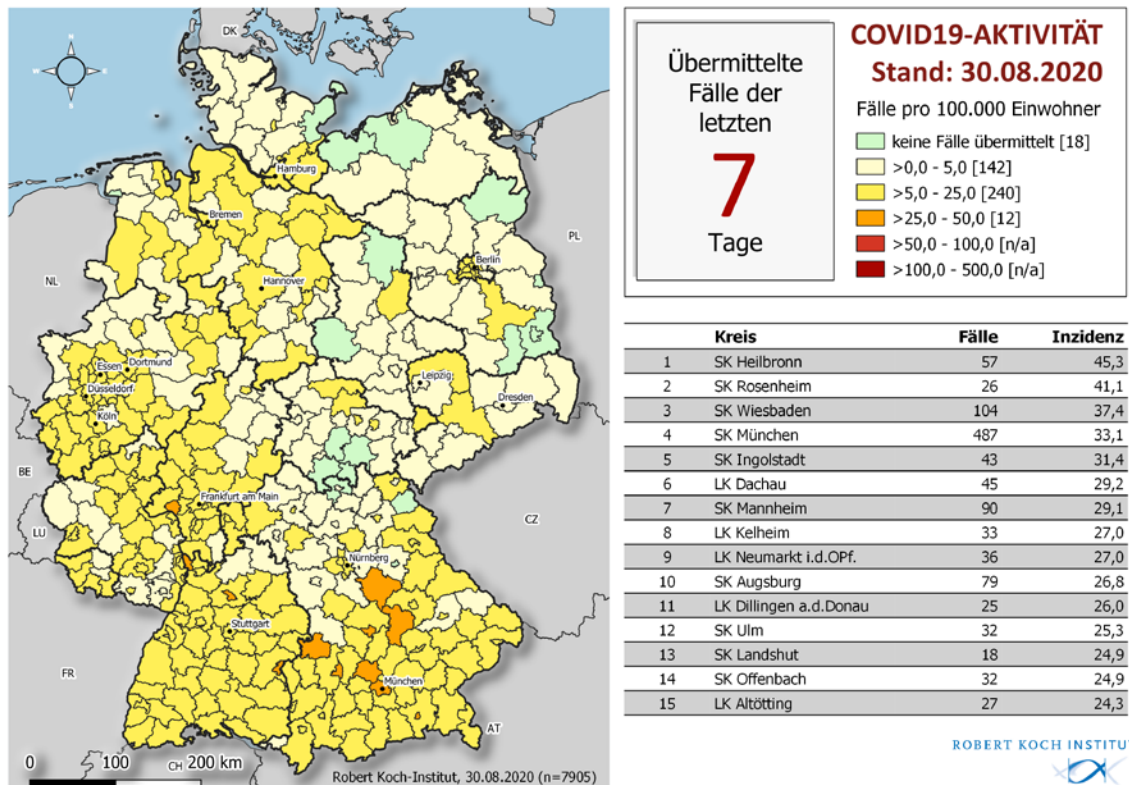 DK
PL
NL
BE
LU
CZ
FR
CH
AT
N
W
E
S
Hamburg
Bremen
Berlin
Hannover
Essen
Dortmund
Düsseldorf
Köln
Leipzig
Dresden
Frankfurt am Main
Nürnberg
Stuttgart
München
0 100 200 km
Robert Koch-Institut, 30.08.2020 (n=7905)
Übermittelte
Fälle der
letzten
7
Tage
COVID19-AKTIVITÄT
Stand: 30.08.2020
Fälle pro 100.000 Einwohner
keine Fälle übermittelt [18]
>0,0 - 5,0 [142]
>5,0 - 25,0 [240]
>25,0 - 50,0 [12]
>50,0 - 100,0 [n/a]
>100,0 - 500,0 [n/a]
Kreis Fälle Inzidenz
1 SK Heilbronn 57 45,3
2 SK Rosenheim 26 41,1
3 SK Wiesbaden 104 37,4
4 SK München 487 33,1
5 SK Ingolstadt 43 31,4
6 LK Dachau 45 29,2
7 SK Mannheim 90 29,1
8 LK Kelheim 33 27,0
9 LK Neumarkt i.d.OPf. 36 27,0
10 SK Augsburg 79 26,8
11 LK Dillingen a.d.Donau 25 26,0
12 SK Ulm 32 25,3
13 SK Landshut 18 24,9
14 SK Offenbach 32 24,9
15 LK Altötting 27 24,3
ROBERT KOCH INSTITUT